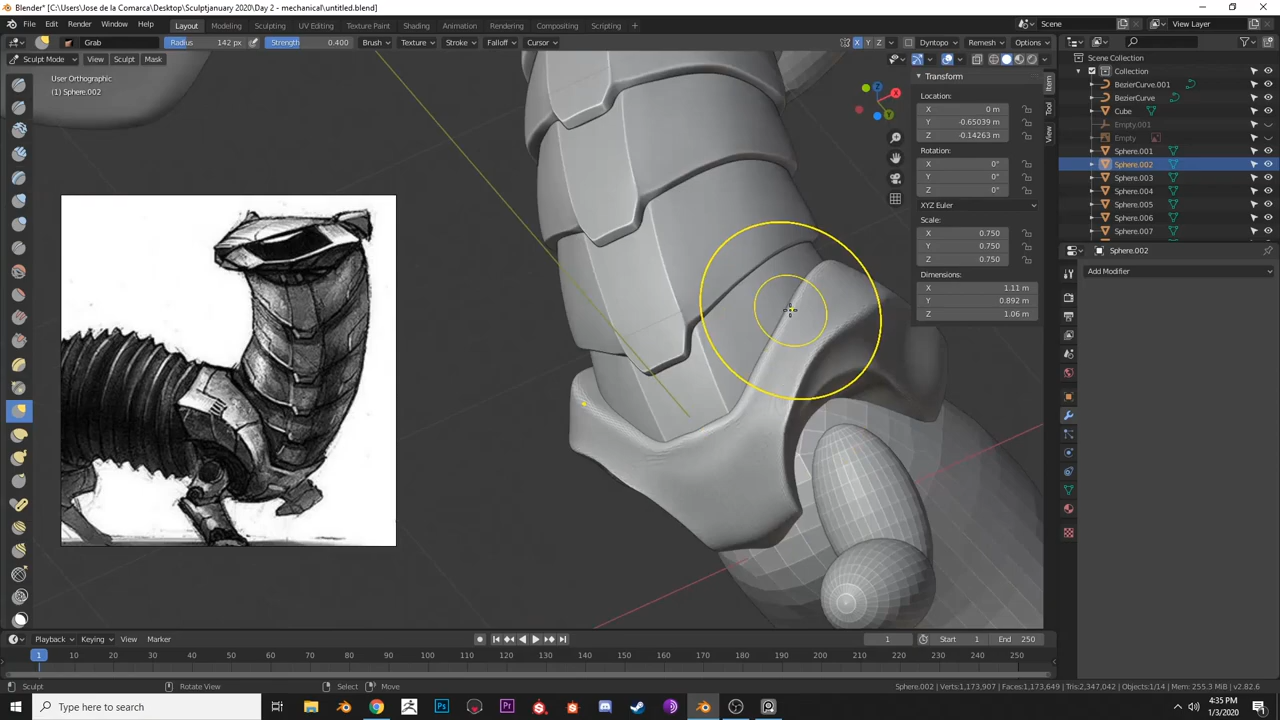 Blender* [C:\Users\Jose de la Comarca\Desktop\Sculptjanuary 2020\Day 2 - mechanical\untitled.blend]
File Edit Render Window Help Layout Modeling Sculpting UV Editing Texture Paint Shading Animation Rendering Compositing Scripting + Scene View Layer
Grab Radius 142 px Strength 0.400 Brush Texture Stroke Falloff Cursor X Y Z Dyntopo Remesh Options
Sculpt Mode View Sculpt Mask
User Orthographic
(1) Sphere.002
Transform
Location:
X 0 m
Y -0.65039 m
Z -0.14263 m
Rotation:
X 0°
Y 0°
Z 0°
XYZ Euler
Scale:
X 0.750
Y 0.750
Z 0.750
Dimensions:
X 1.11 m
Y 0.892 m
Z 1.06 m
Item
Tool
View
X
Z
Y
Scene Collection
Collection
BezierCurve.001
BezierCurve
Cube
Empty.001
Empty
Sphere.001
Sphere.002
Sphere.003
Sphere.004
Sphere.005
Sphere.006
Sphere.007
Sphere.002
Add Modifier
Playback Keying View Marker 1 Start 1 End 250
1 10 20 30 40 50 60 70 80 90 100 110 120 130 140 150 160 170 180 190 200 210 220 230 240 250
Sculpt Rotate View Select Move Sphere.002 | Verts:1,173,907 | Faces:1,173,649 | Tris:2,347,042 | Objects:1/14 | Mem: 255.3 MiB | v2.82.6
Type here to search
4:35 PM
1/3/2020